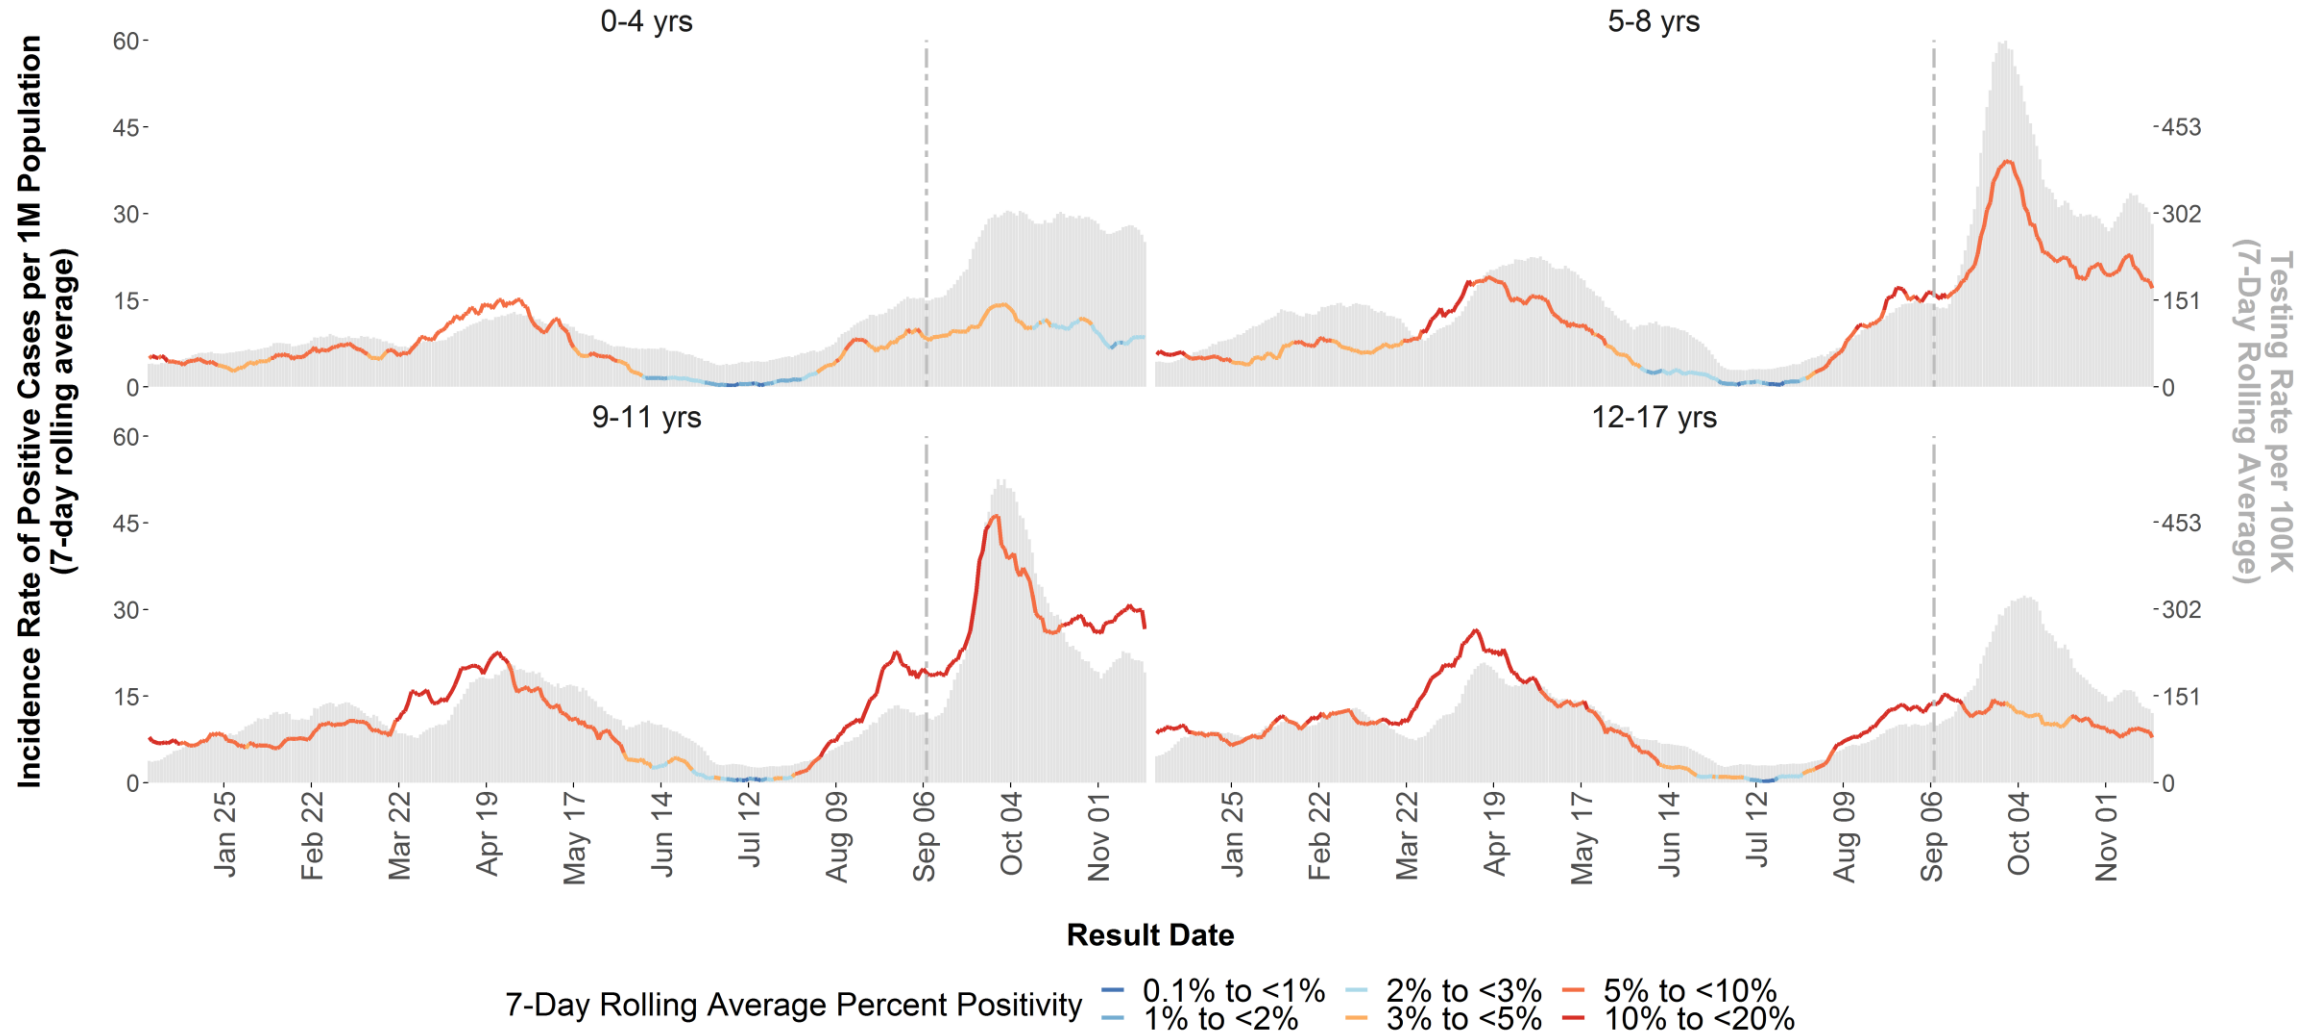 0-4 yrs
5-8 yrs
60
45
30
15
0
453
302
151
0
9-11 yrs
12-17 yrs
60
45
30
15
0
453
302
151
0
Incidence Rate of Positive Cases per 1M Population
(7-day rolling average)
Testing Rate per 100K
(7-Day Rolling Average)
Jan 25
Feb 22
Mar 22
Apr 19
May 17
Jun 14
Jul 12
Aug 09
Sep 06
Oct 04
Nov 01
Jan 25
Feb 22
Mar 22
Apr 19
May 17
Jun 14
Jul 12
Aug 09
Sep 06
Oct 04
Nov 01
Result Date
7-Day Rolling Average Percent Positivity
0.1% to <1%
2% to <3%
5% to <10%
1% to <2%
3% to <5%
10% to <20%